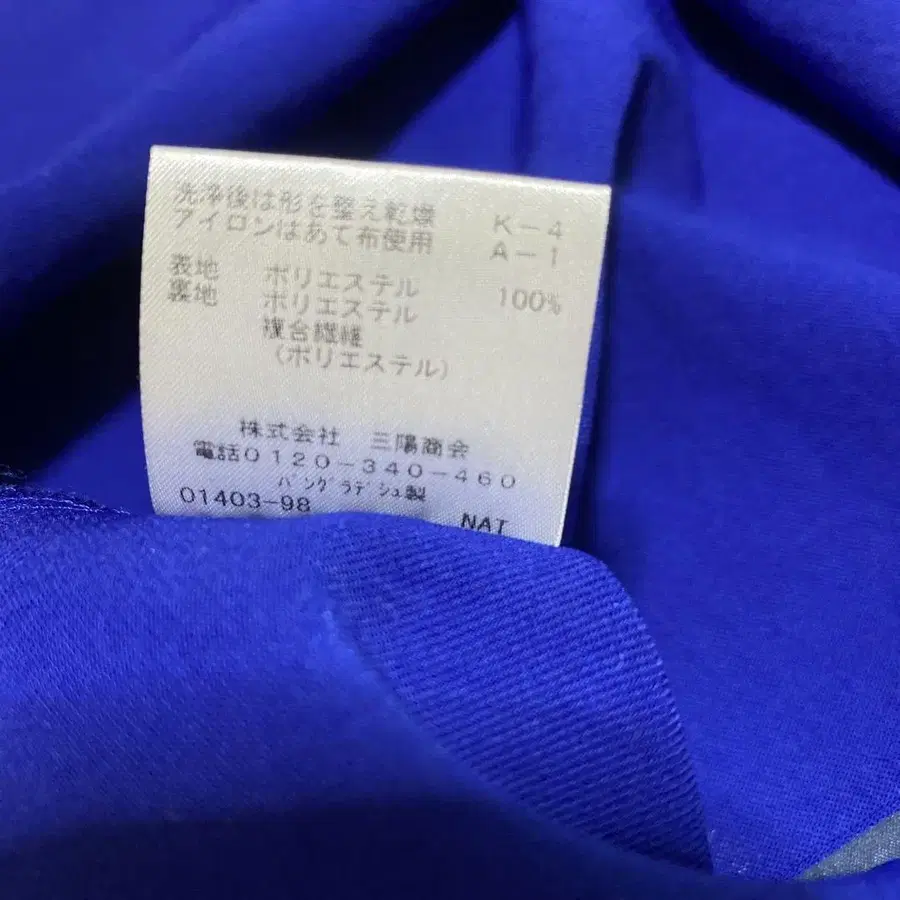 洗浄後は形を整え乾燥 K-4
アイロンはあて布使用 A-1
表地 ポリエステル 100%
裏地 ポリエステル
複合繊維
(ポリエステル)
株式会社 三陽商会
電話0120-340-460
バングラデシュ製
01403-98 NAT